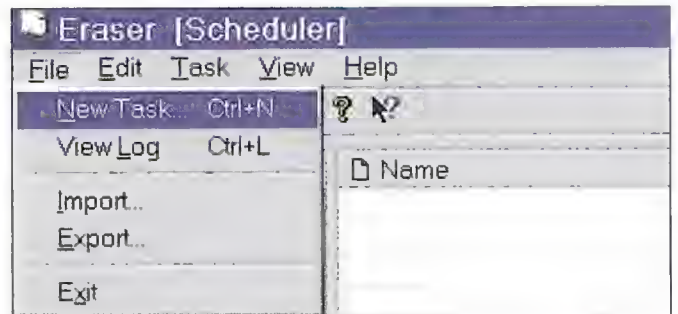 Eraser [Scheduler]
File Edit Task View Help
New Task... Ctrl+N
View Log Ctrl+L
Name
Import...
Export...
Exit